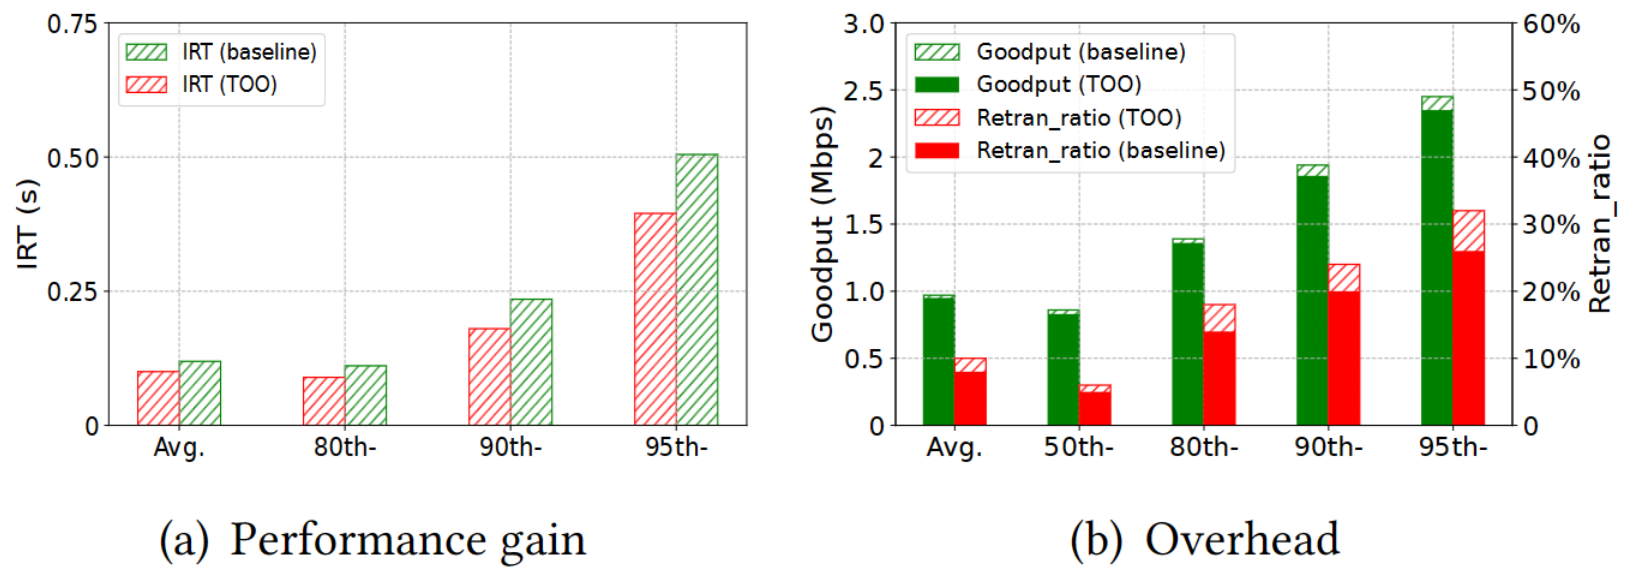 0.75
0.50
0.25
0
IRT (s)
IRT (baseline)
IRT (TOO)
Avg.
80th-
90th-
95th-
(a) Performance gain
3.0
2.5
2
1.5
1.0
0.5
0
Goodput (Mbps)
Goodput (baseline)
Goodput (TOO)
Retran_ratio (TOO)
Retran_ratio (baseline)
60%
50%
40%
30%
20%
10%
0
Retran_ratio
Avg.
50th-
80th-
90th-
95th-
(b) Overhead